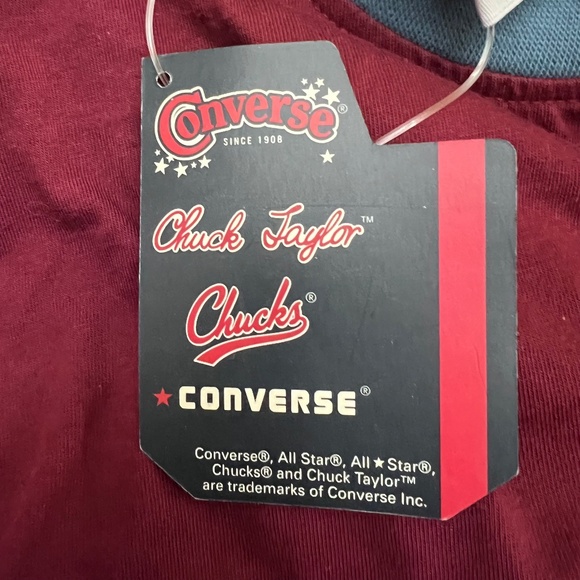 Converse®
SINCE 1908
Chuck Taylor™
Chucks®
★ CONVERSE®
Converse®, All Star®, All ★ Star®,
Chucks® and Chuck Taylor™
are trademarks of Converse Inc.